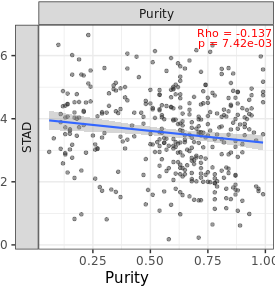 Purity
Rho = -0.137
p = 7.42e-03
STAD
6
4
2
0
0.25
0.50
0.75
1.00
Purity